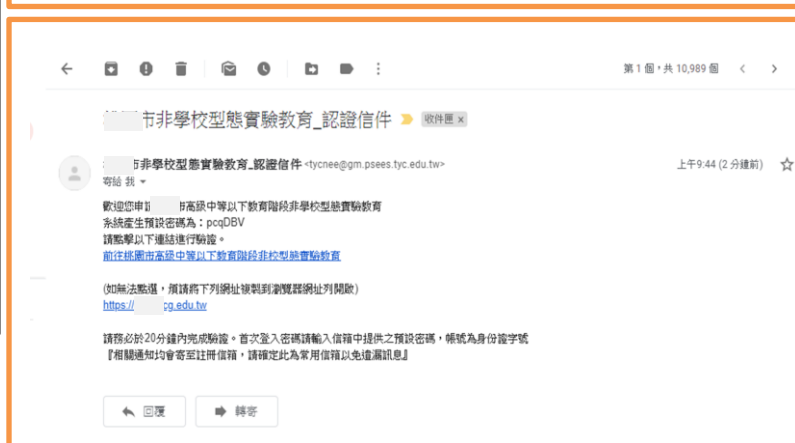 第 1 個,共 10,989 個
市非學校型態實驗教育_認證信件 收件匣 x
市非學校型態實驗教育_認證信件 <tycnee@gm.psees.tyc.edu.tw>
上午9:44 (2 分鐘前)
寄給 我
歡迎您申請 市高級中等以下教育階段非學校型態實驗教育
系統產生預設密碼為:pcqDBV
請點擊以下連結進行驗證。
前往桃園市高級中等以下教育階段非校型態實驗教育
(如無法點選,煩請將下列網址複製到瀏覽器網址列開啟)
https:// cg.edu.tw
請務必於20分鐘內完成驗證。首次登入密碼請輸入信箱中提供之預設密碼,帳號為身份證字號
『相關通知均會寄至註冊信箱,請確定此為常用信箱以免遺漏訊息』
回覆
轉寄